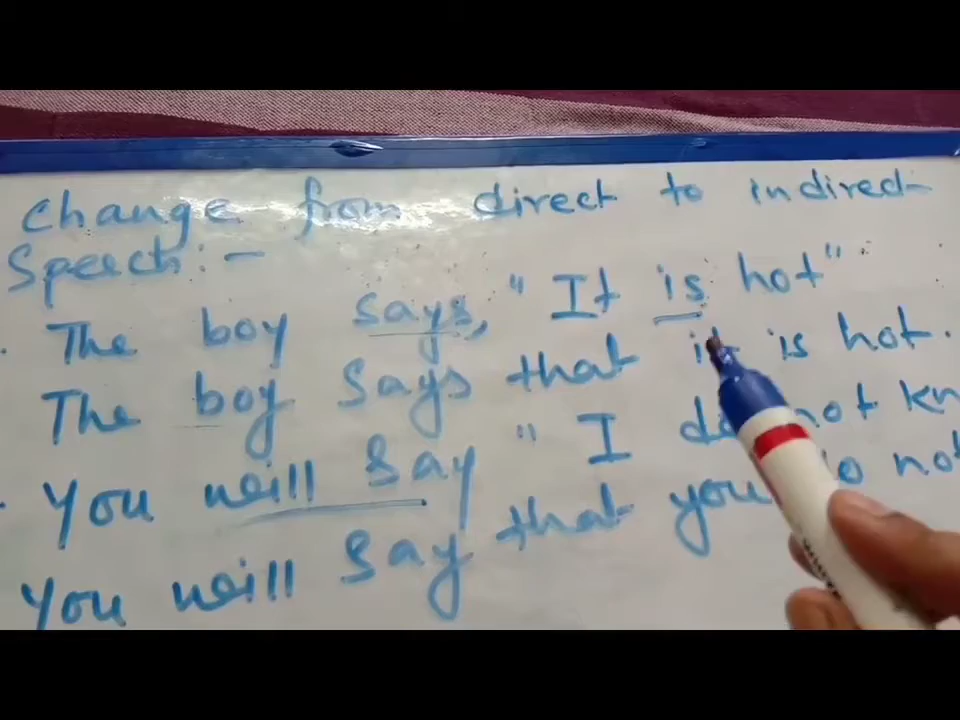 Change from direct to indirect
Speech:-
. The boy says, "It is hot"
The boy Says that it is hot.
. You will Say "I do not kn
You will Say that you do not